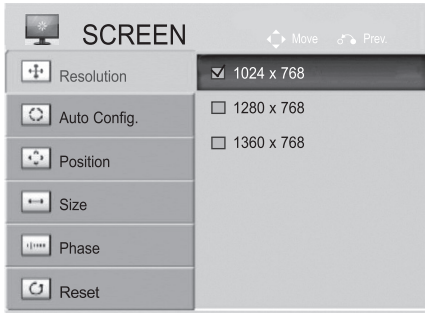 SCREEN
Move Prev.
Resolution
Auto Config.
Position
Size
Phase
Reset
1024 x 768
1280 x 768
1360 x 768